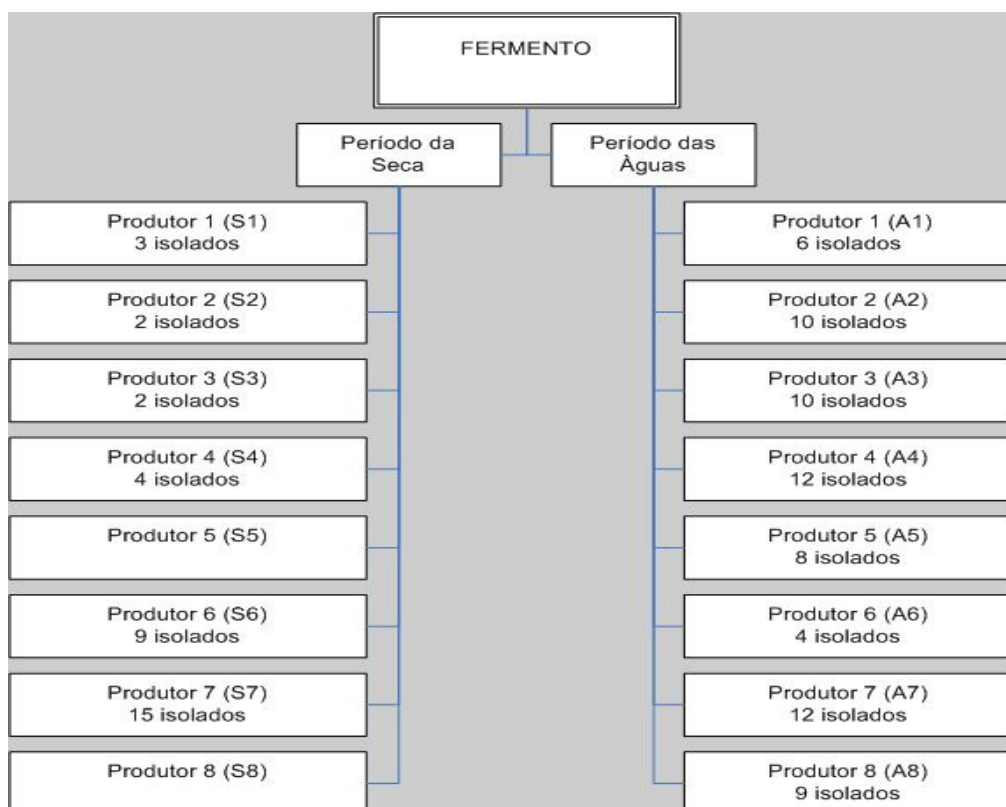 FERMENTO
Período da
Seca
Período das
Àguas
Produtor 1 (S1)
3 isolados
Produtor 1 (A1)
6 isolados
Produtor 2 (S2)
2 isolados
Produtor 2 (A2)
10 isolados
Produtor 3 (S3)
2 isolados
Produtor 3 (A3)
10 isolados
Produtor 4 (S4)
4 isolados
Produtor 4 (A4)
12 isolados
Produtor 5 (S5)
Produtor 5 (A5)
8 isolados
Produtor 6 (S6)
9 isolados
Produtor 6 (A6)
4 isolados
Produtor 7 (S7)
15 isolados
Produtor 7 (A7)
12 isolados
Produtor 8 (S8)
Produtor 8 (A8)
9 isolados